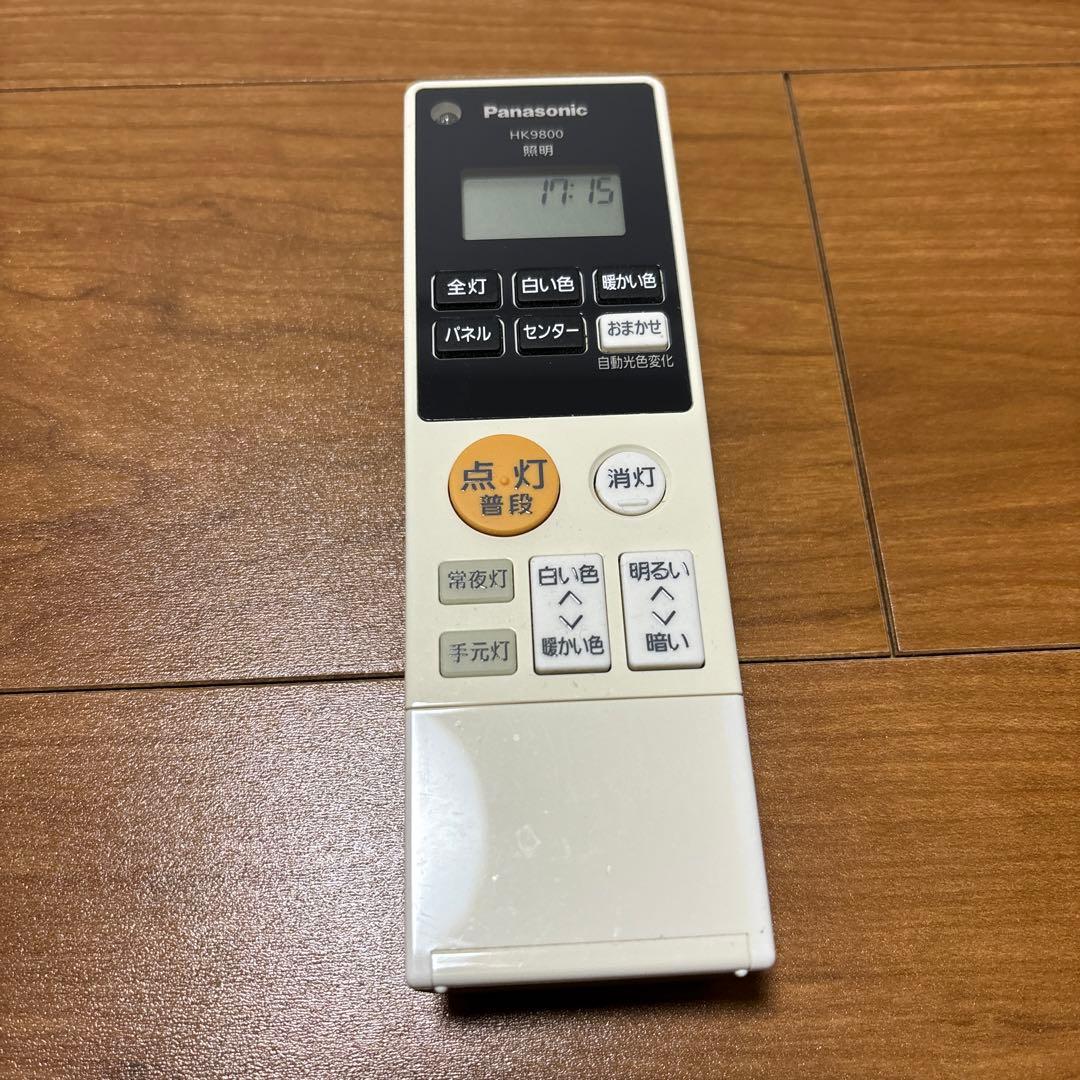 Panasonic
HK9800
照明
17:15
全灯 白い色 暖かい色
パネル センター おまかせ
自動光色変化
点灯 消灯
普段
常夜灯
手元灯
白い色
暖かい色
明るい
暗い